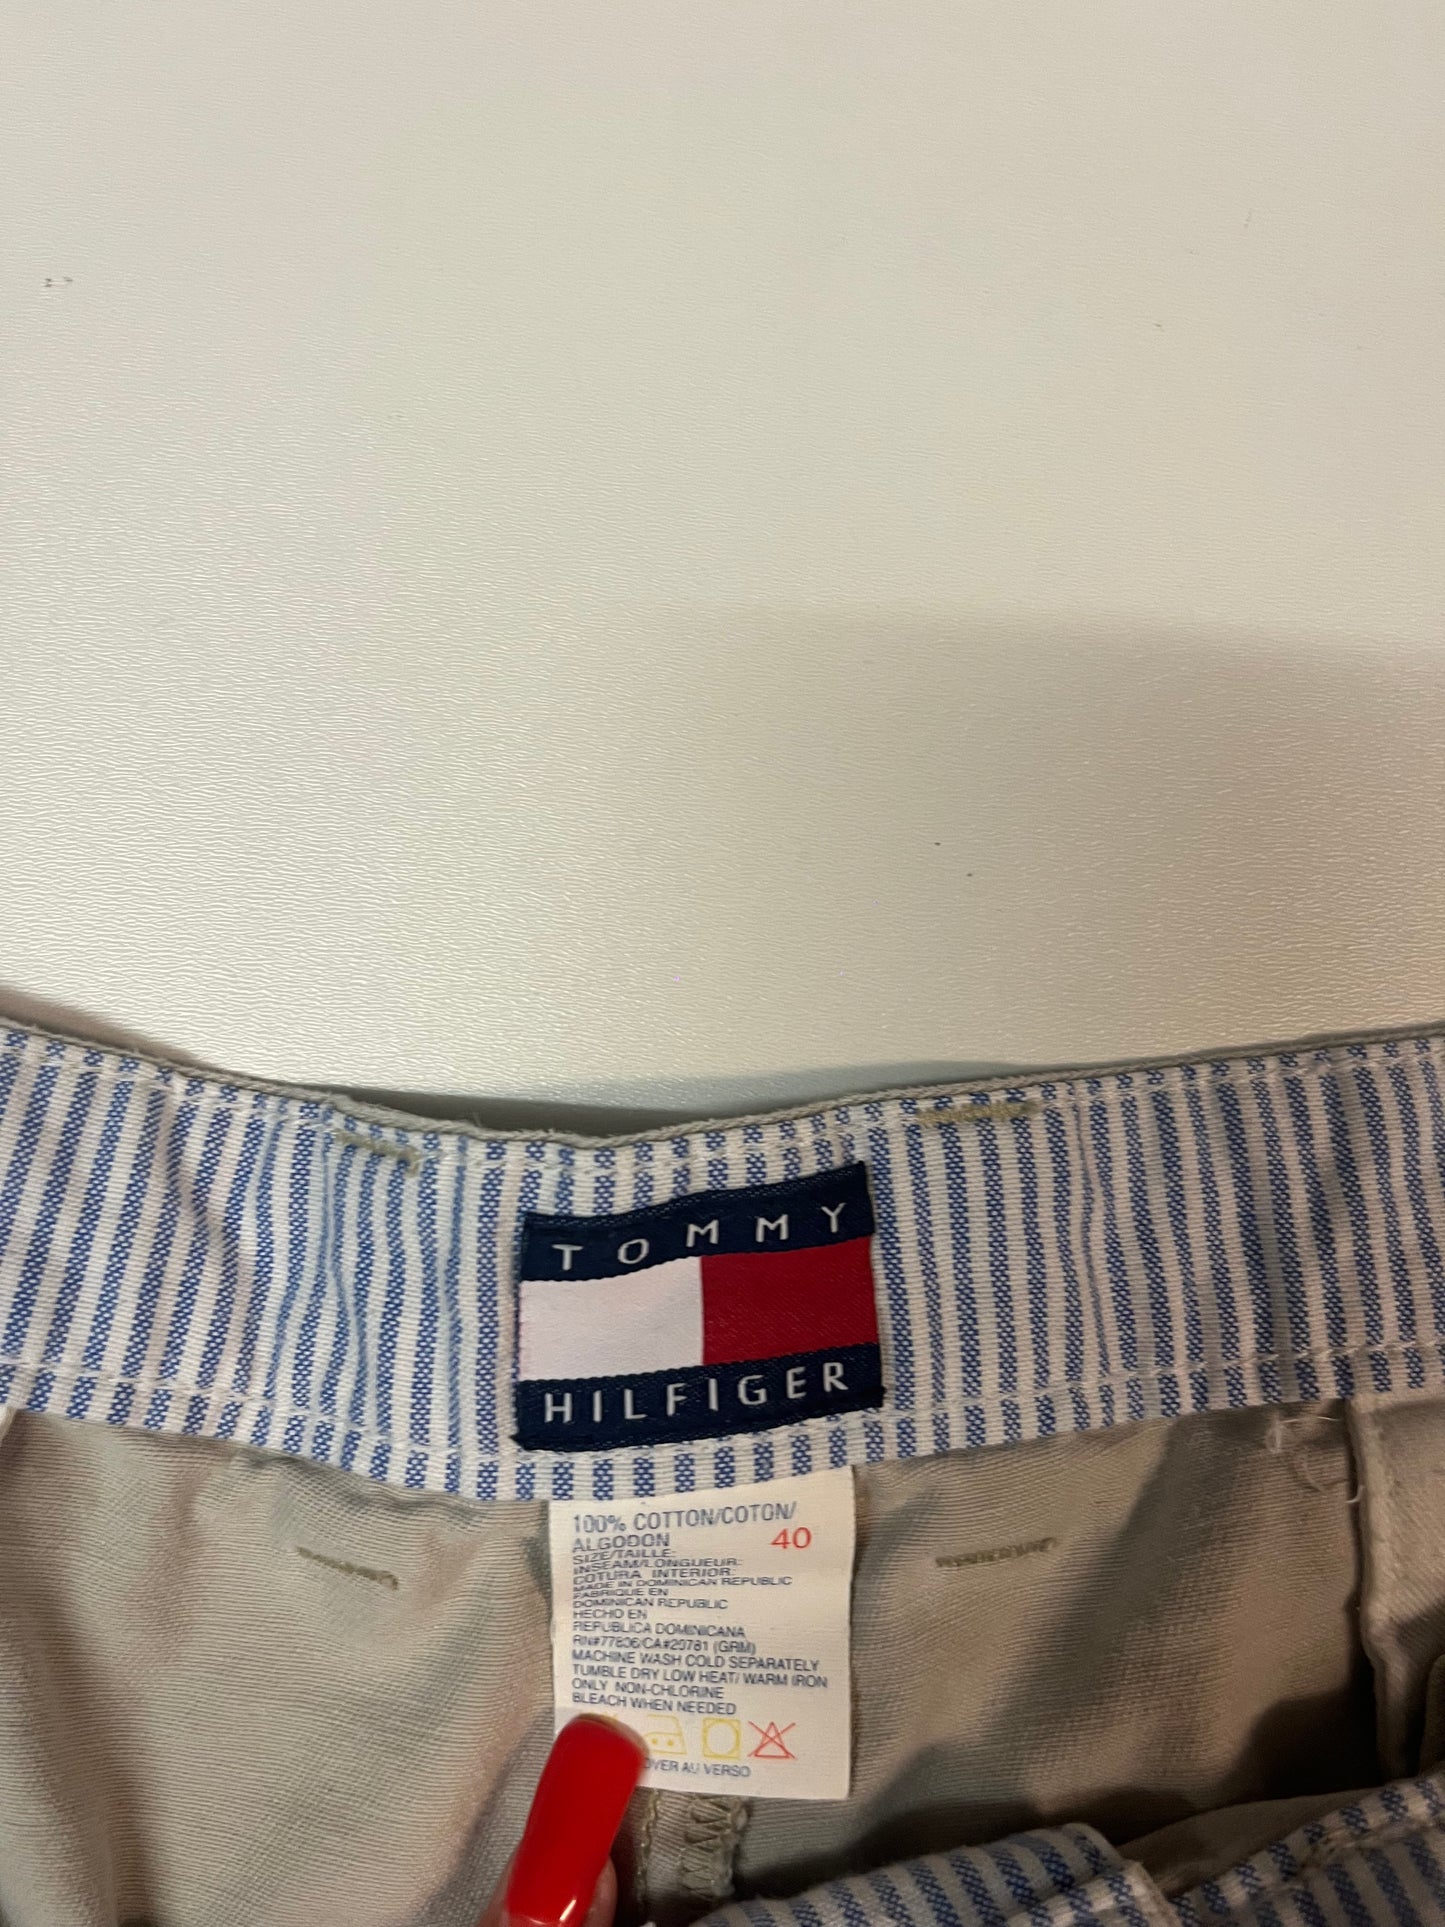 TOMMY
HILFIGER
100% COTTON/COTON/
ALGODON 40
SIZE/TAILLE:
INSEAM/LONGUEUR:
COTURA INTERIOR:
MADE IN DOMINICAN REPUBLIC
FABRIQUE EN
DOMINICAN REPUBLIC
HECHO EN
REPUBLICA DOMINICANA
RN#77806/CA#20781 (GRM)
MACHINE WASH COLD SEPARATELY
TUMBLE DRY LOW HEAT/ WARM IRON
ONLY NON-CHLORINE
BLEACH WHEN NEEDED
OVER AU VERSO